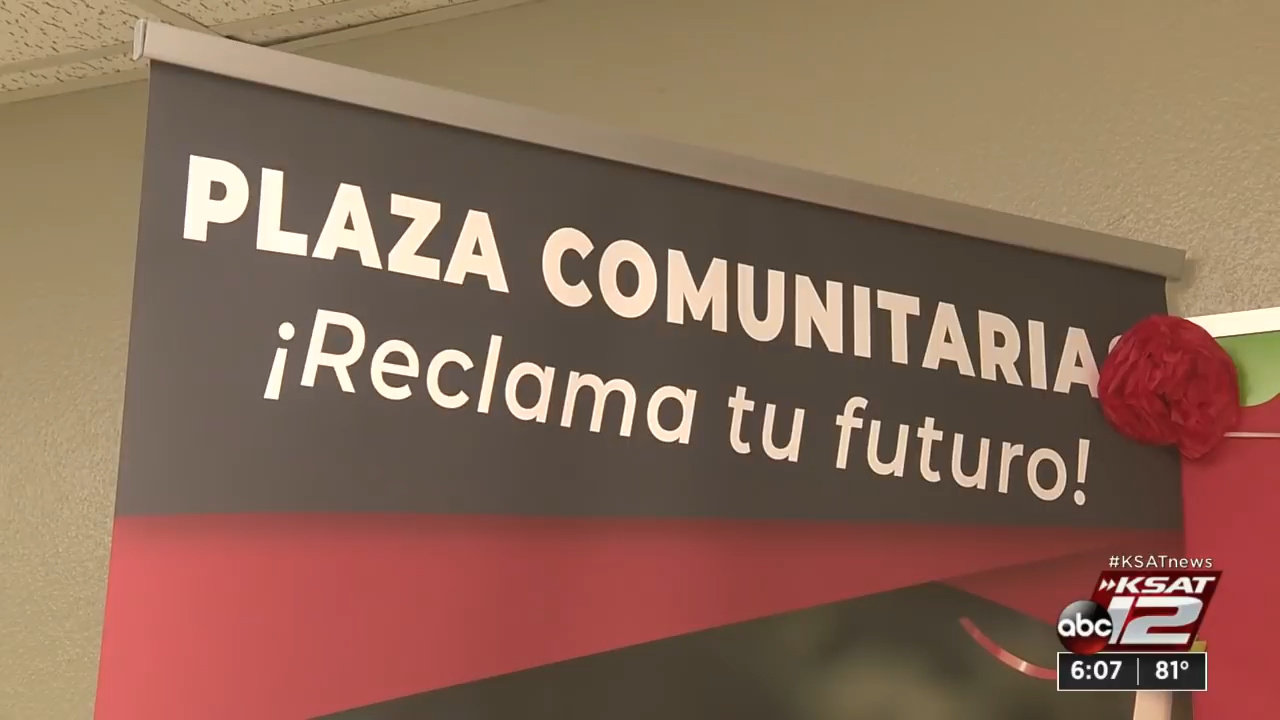 PLAZA COMUNITARIA
¡Reclama tu futuro!
#KSATnews
KSAT
abc 12
6:07 81°